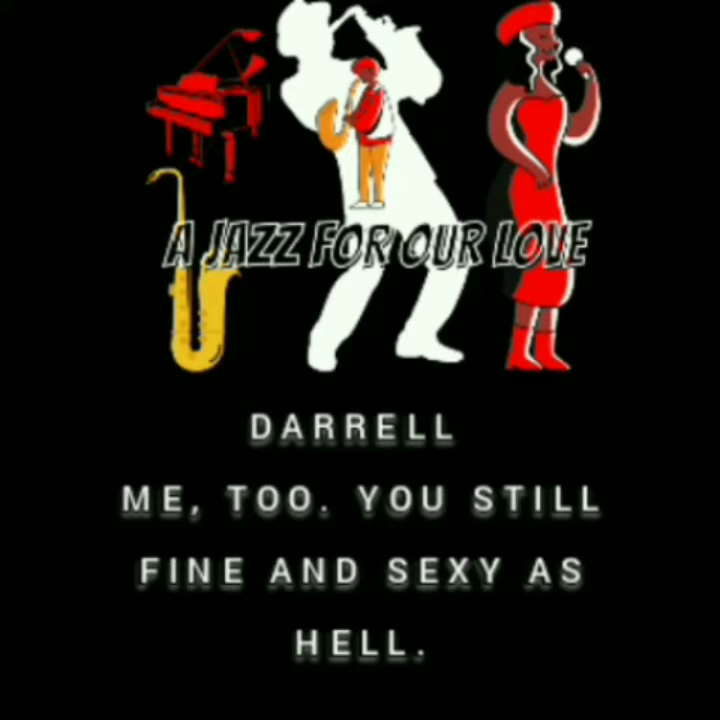 A JAZZ FOR OUR LOVE
DARRELL
ME, TOO. YOU STILL
FINE AND SEXY AS
HELL.